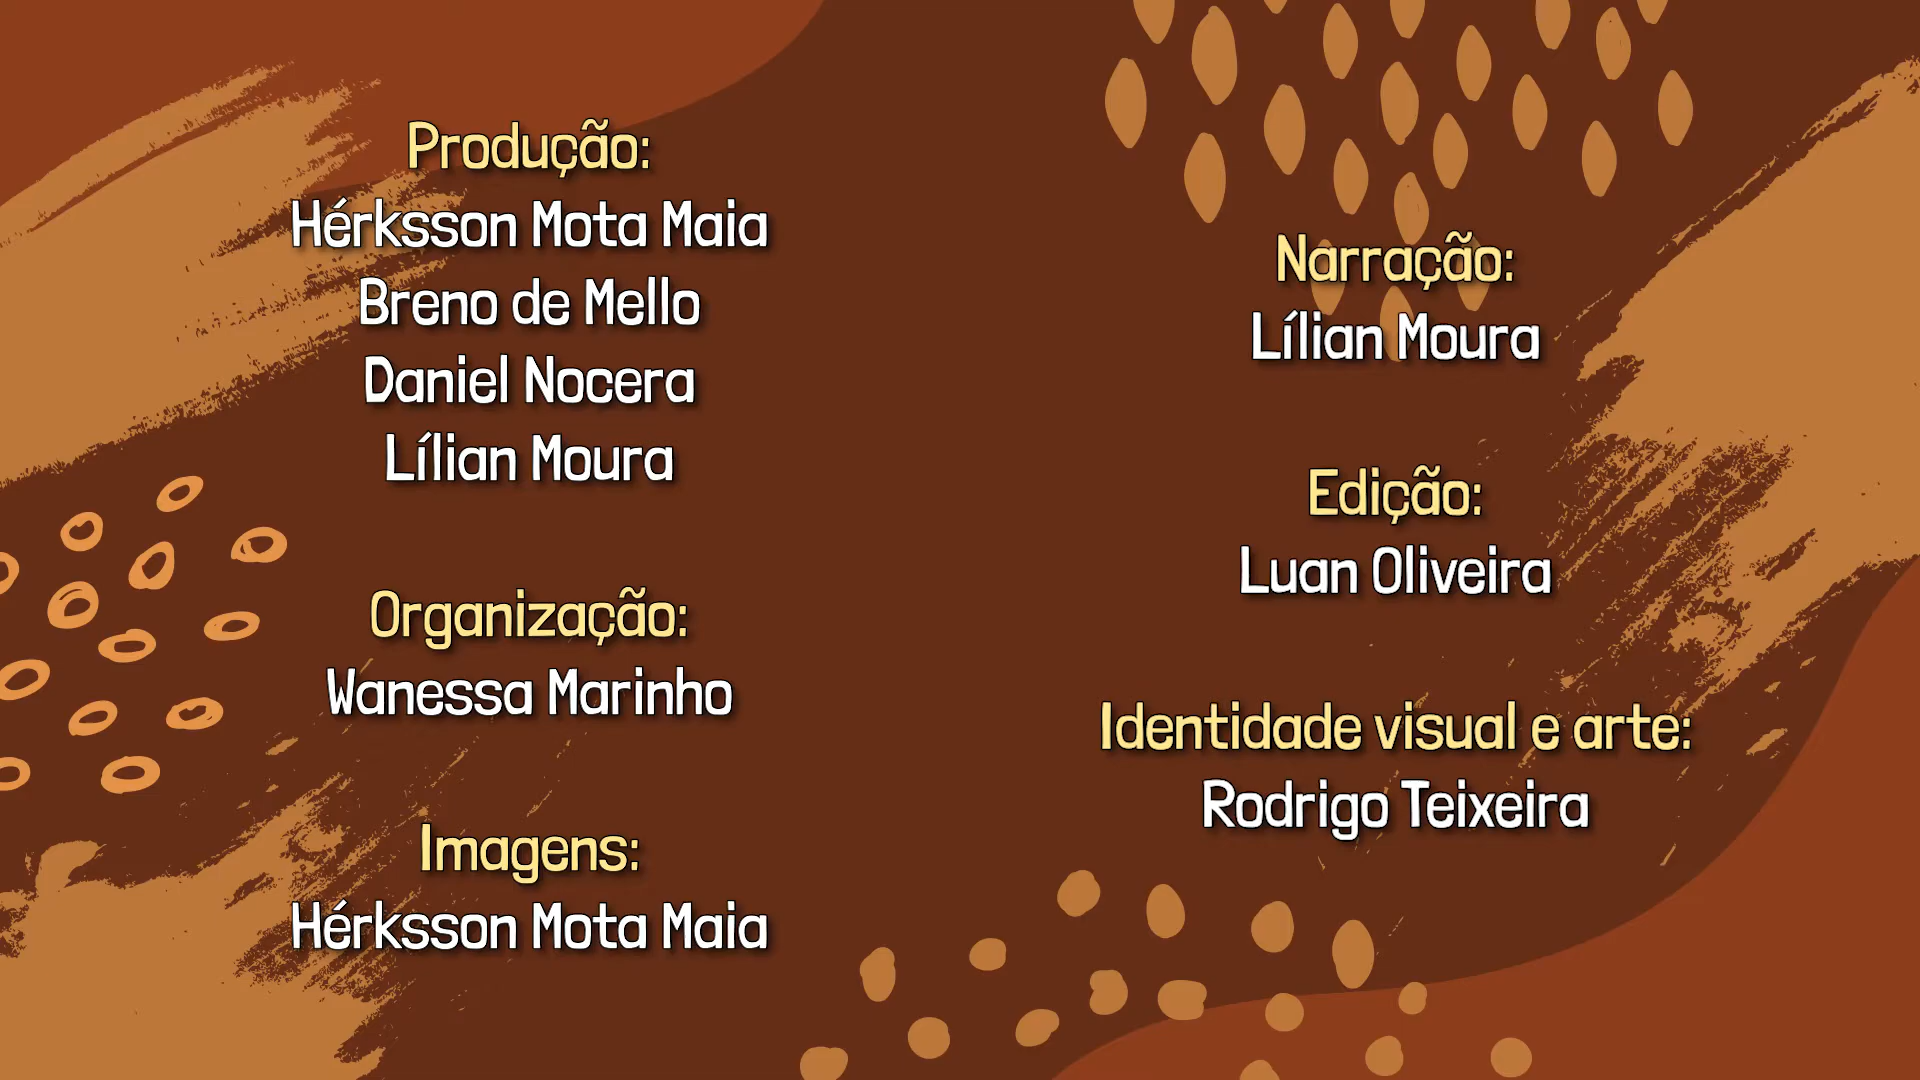 Produção:
Hérksson Mota Maia
Breno de Mello
Daniel Nocera
Lílian Moura
Organização:
Wanessa Marinho
Imagens:
Hérksson Mota Maia
Narração:
Lílian Moura
Edição:
Luan Oliveira
Identidade visual e arte:
Rodrigo Teixeira